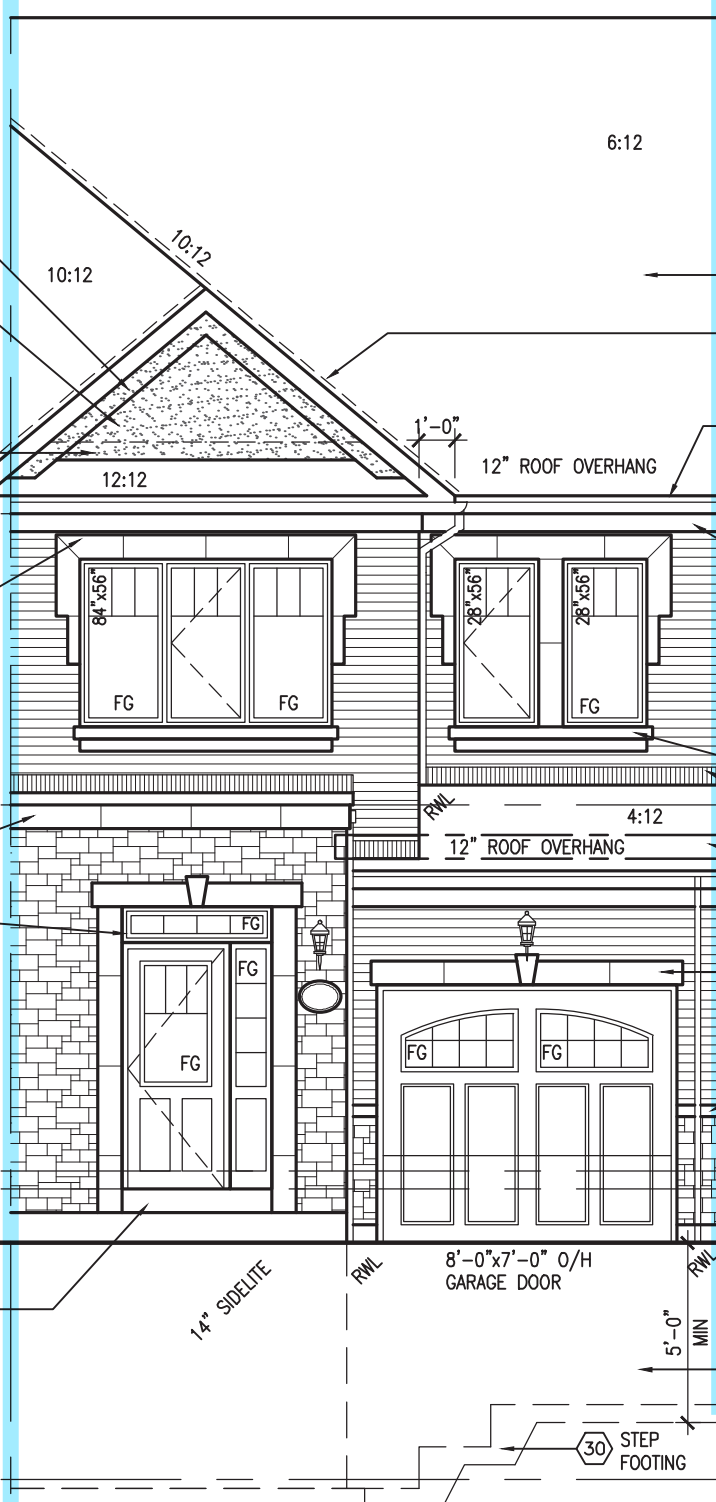 6:12
10:12
10:12
1'-0"
12" ROOF OVERHANG
12:12
84"x56"
28"x56"
28"x56"
FG
FG
FG
RWL
4:12
12" ROOF OVERHANG
FG
FG
FG
FG
FG
8'-0"x7'-0" O/H
GARAGE DOOR
RWL
RWL
14" SIDELITE
5'-0"
MIN
30
STEP
FOOTING